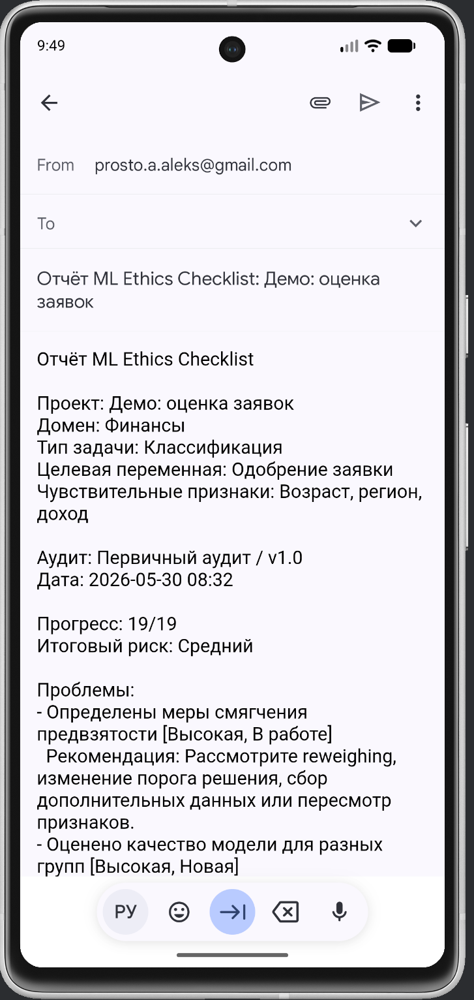 9:49
From prosto.a.aleks@gmail.com
To
Отчёт ML Ethics Checklist: Демо: оценка
заявок
Отчёт ML Ethics Checklist
Проект: Демо: оценка заявок
Домен: Финансы
Тип задачи: Классификация
Целевая переменная: Одобрение заявки
Чувствительные признаки: Возраст, регион,
доход
Аудит: Первичный аудит / v1.0
Дата: 2026-05-30 08:32
Прогресс: 19/19
Итоговый риск: Средний
Проблемы:
- Определены меры смягчения
предвзятости [Высокая, В работе]
Рекомендация: Рассмотрите reweighing,
изменение порога решения, сбор
дополнительных данных или пересмотр
признаков.
- Оценено качество модели для разных
групп [Высокая, Новая]
РУ